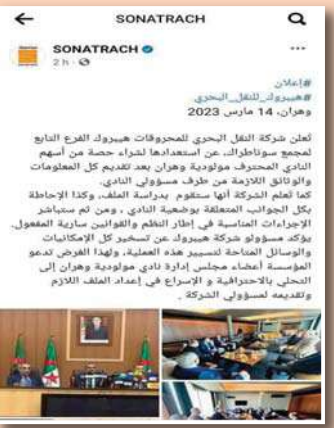 SONATRACH
SONATRACH
2 h
#إعلان
#هيبروك_للنقل_البحري
وهران، 14 مارس 2023
تعلن شركة النقل البحري للمحروقات هيبروك الفرع التابع
لمجمع سوناطراك، عن استعدادها لشراء حصة من أسهم
النادي المحترف مولودية وهران بعد تقديم كل المعلومات
والوثائق اللازمة من طرف مسؤولي النادي.
كما تعلم الشركة أنها ستقوم بدراسة الملف، وكذا الإحاطة
بكل الجوانب المتعلقة بوضعية النادي ، ومن ثم ستباشر
الإجراءات المناسبة في إطار النظم والقوانين سارية المفعول.
يؤكد مسؤولو شركة هيبروك عن تسخير كل الإمكانيات
والوسائل المتاحة لتسيير هذه العملية، ولهذا الغرض تدعو
المؤسسة أعضاء مجلس إدارة نادي مولودية وهران إلى
التحلي بالاحترافية و الإسراع في إعداد الملف اللازم
وتقديمه لمسؤولي الشركة .